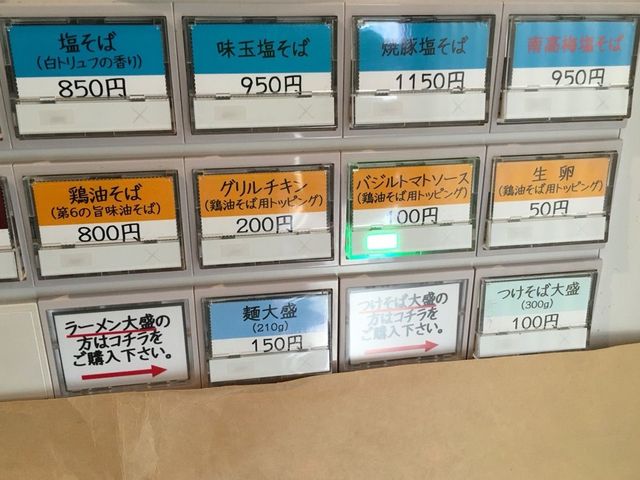 塩そば
(白トリュフの香り)
850円
味玉塩そば
950円
焼豚塩そば
1150円
南高梅塩そば
950円
鶏油そば
(第6の旨味油そば)
800円
グリルチキン
(鶏油そば用トッピング)
200円
バジルトマトソース
(鶏油そば用トッピング)
100円
生卵
(鶏油そば用トッピング)
50円
ラーメン大盛の
方はコチラを
ご購入下さい。
麺大盛
(210g)
150円
つけそば大盛の
方はコチラを
ご購入下さい。
つけそば大盛
(300g)
100円